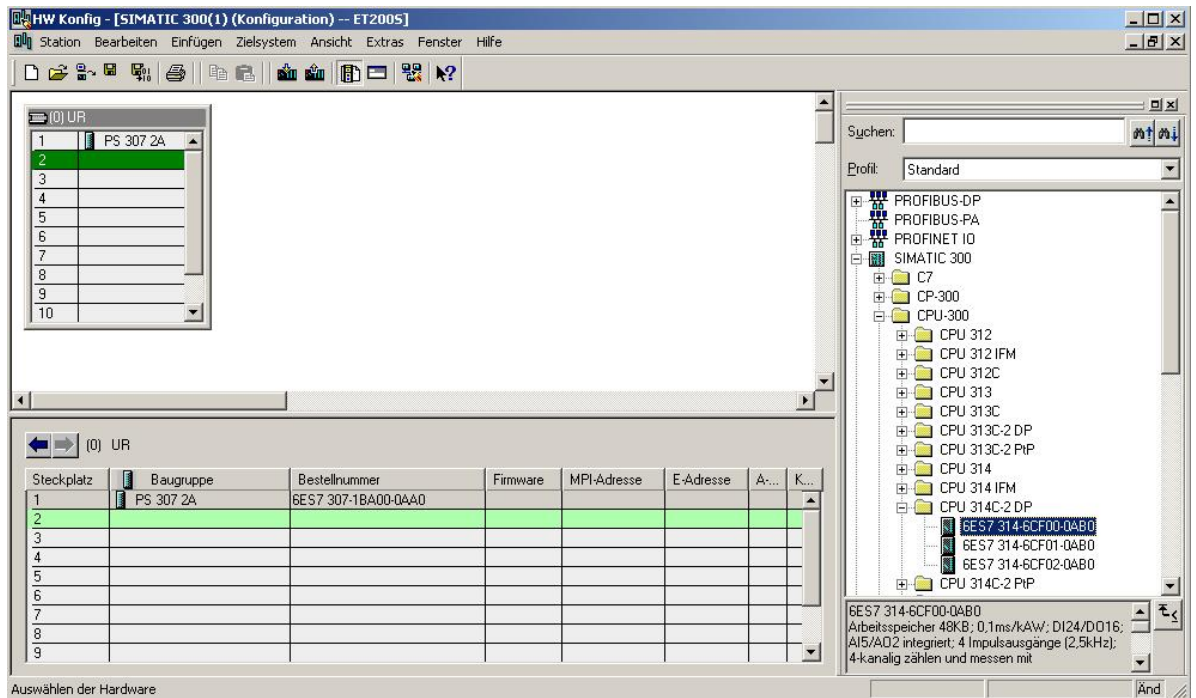 HW Konfig - [SIMATIC 300(1) (Konfiguration) -- ET200S]
Station Bearbeiten Einfügen Zielsystem Ansicht Extras Fenster Hilfe
(0) UR
1 PS 307 2A
2
3
4
5
6
7
8
9
10
(0) UR
Steckplatz Baugruppe Bestellnummer Firmware MPI-Adresse E-Adresse A-... K...
1 PS 307 2A 6ES7 307-1BA00-0AA0
2
3
4
5
6
7
8
9
Suchen:
Profil: Standard
PROFIBUS-DP
PROFIBUS-PA
PROFINET IO
SIMATIC 300
C7
CP-300
CPU-300
CPU 312
CPU 312 IFM
CPU 312C
CPU 313
CPU 313C
CPU 313C-2 DP
CPU 313C-2 PtP
CPU 314
CPU 314 IFM
CPU 314C-2 DP
6ES7 314-6CF00-0AB0
6ES7 314-6CF01-0AB0
6ES7 314-6CF02-0AB0
CPU 314C-2 PtP
6ES7 314-6CF00-0AB0
Arbeitsspeicher 48KB; 0,1ms/kAW; DI24/DO16;
AI5/AO2 integriert; 4 Impulsausgänge (2,5kHz);
4-kanalig zählen und messen mit
Auswählen der Hardware
Änd